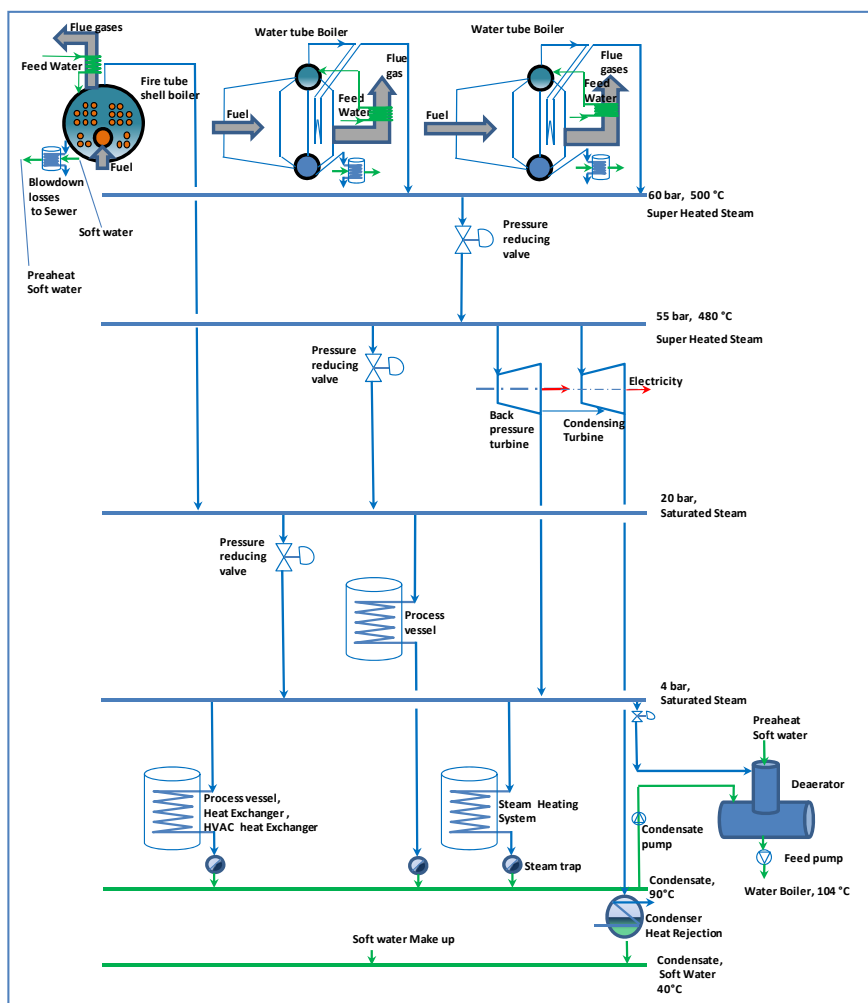 Flue gases
Feed Water
Fire tube
shell boiler
Fuel
Blowdown
losses
to Sewer
Soft water
Preheat
Soft water
Water tube Boiler
Flue
gas
Feed
Water
Fuel
Water tube Boiler
Flue
gases
Feed
Water
Fuel
60 bar, 500 °C
Super Heated Steam
Pressure
reducing
valve
55 bar, 480 °C
Super Heated Steam
Pressure
reducing
valve
Electricity
Back
pressure
turbine
Condensing
Turbine
20 bar,
Saturated Steam
Pressure
reducing
valve
Process
vessel
4 bar,
Saturated Steam
Preheat
Soft water
Deaerator
Process vessel,
Heat Exchanger ,
HVAC heat Exchanger
Steam Heating
System
Condensate
pump
Feed pump
Steam trap
Condensate,
90°C
Water Boiler, 104 °C
Condenser
Heat Rejection
Soft water Make up
Condensate,
Soft Water
40°C